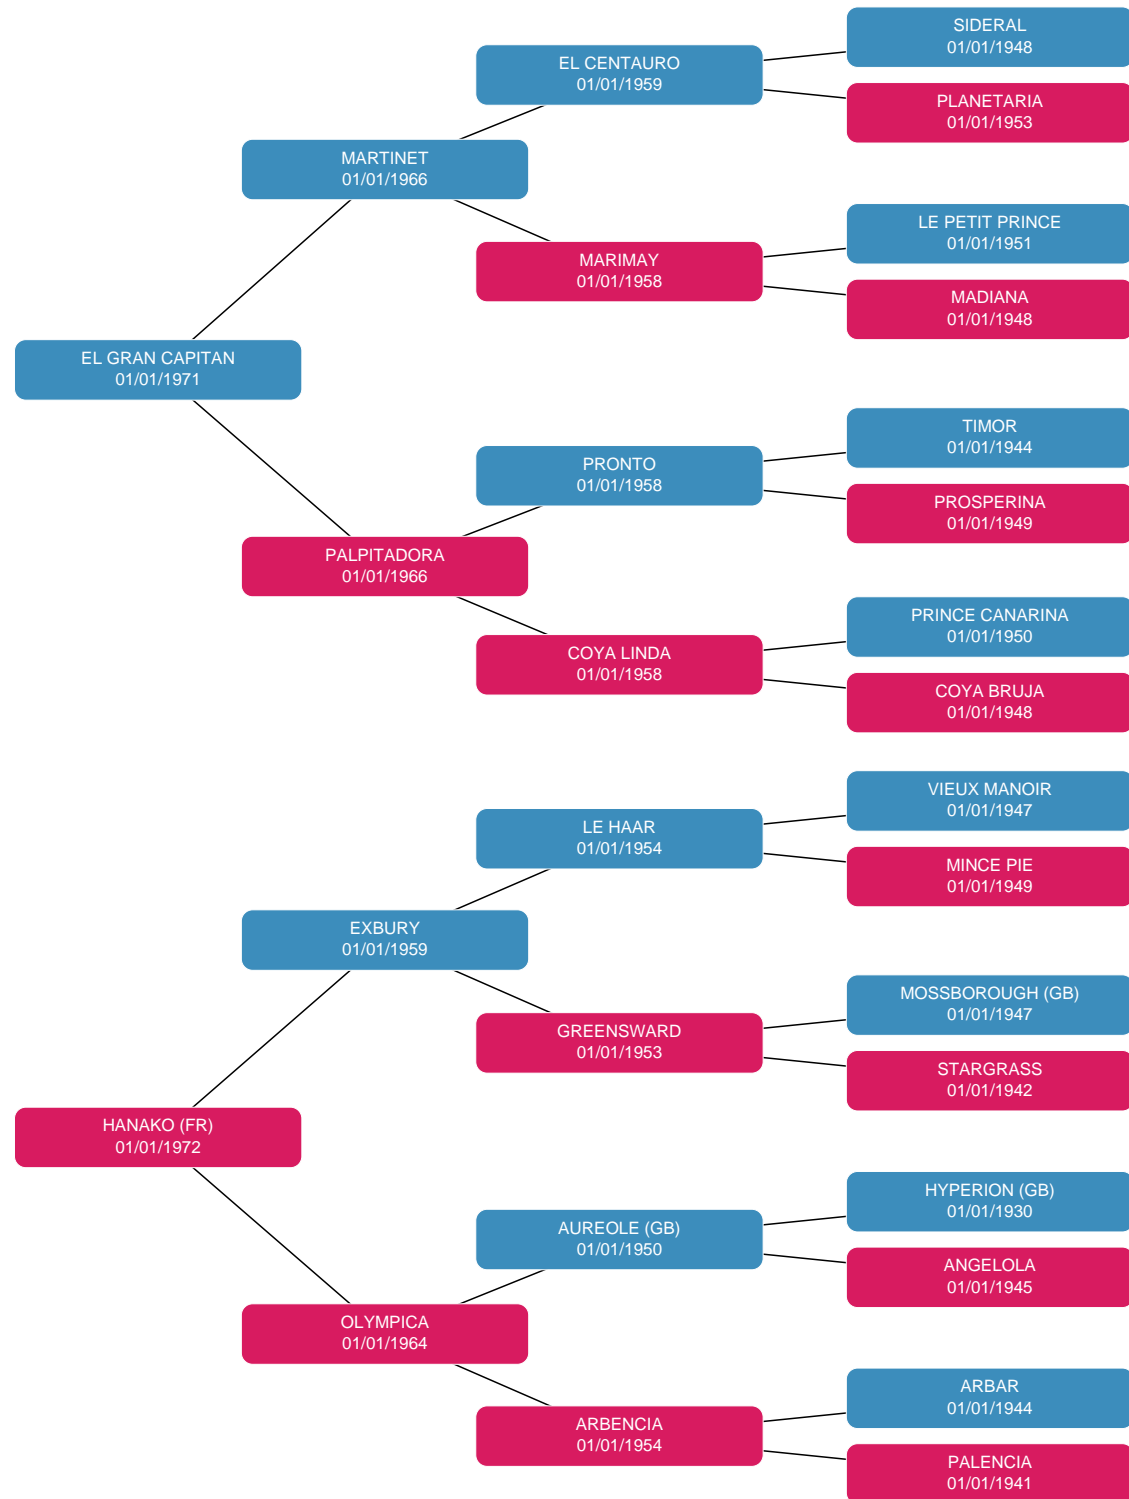 SIDERAL
01/01/1948
EL CENTAURO
01/01/1959
PLANETARIA
01/01/1953
MARTINET
01/01/1966
LE PETIT PRINCE
01/01/1951
MARIMAY
01/01/1958
MADIANA
01/01/1948
EL GRAN CAPITAN
01/01/1971
TIMOR
01/01/1944
PRONTO
01/01/1958
PROSPERINA
01/01/1949
PALPITADORA
01/01/1966
PRINCE CANARINA
01/01/1950
COYA LINDA
01/01/1958
COYA BRUJA
01/01/1948
VIEUX MANOIR
01/01/1947
LE HAAR
01/01/1954
MINCE PIE
01/01/1949
EXBURY
01/01/1959
MOSSBOROUGH (GB)
01/01/1947
GREENSWARD
01/01/1953
STARGRASS
01/01/1942
HANAKO (FR)
01/01/1972
HYPERION (GB)
01/01/1930
AUREOLE (GB)
01/01/1950
ANGELOLA
01/01/1945
OLYMPICA
01/01/1964
ARBAR
01/01/1944
ARBENCIA
01/01/1954
PALENCIA
01/01/1941